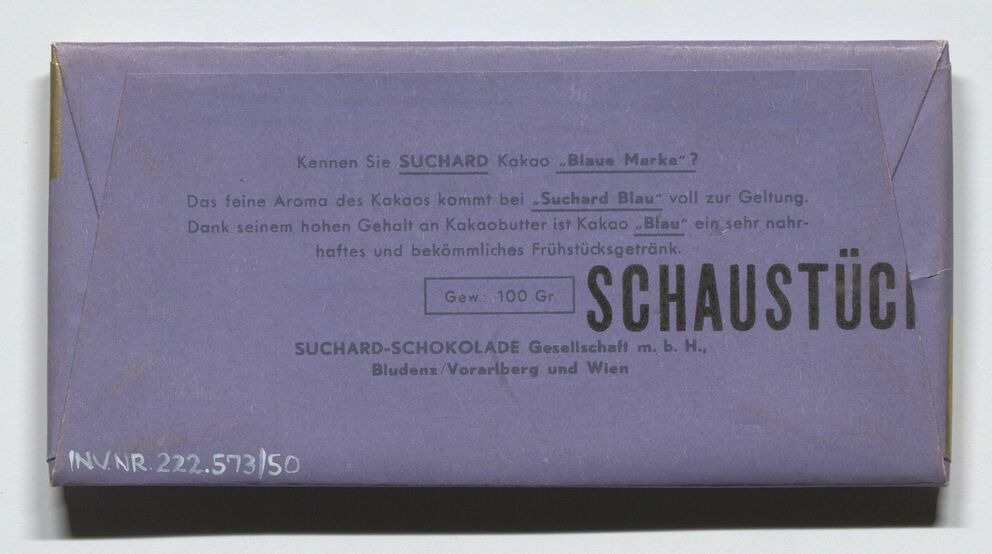 Kennen Sie SUCHARD Kakao „Blaue Marke"?
Das feine Aroma des Kakaos kommt bei „Suchard Blau" voll zur Geltung.
Dank seinem hohen Gehalt an Kakaobutter ist Kakao „Blau" ein sehr nahr-
haftes und bekömmliches Frühstücksgetränk.
Gew.: 100 Gr.
SCHAUSTÜC
SUCHARD-SCHOKOLADE Gesellschaft m. b. H.,
Bludenz/Vorarlberg und Wien
INV.NR. 222.573/50